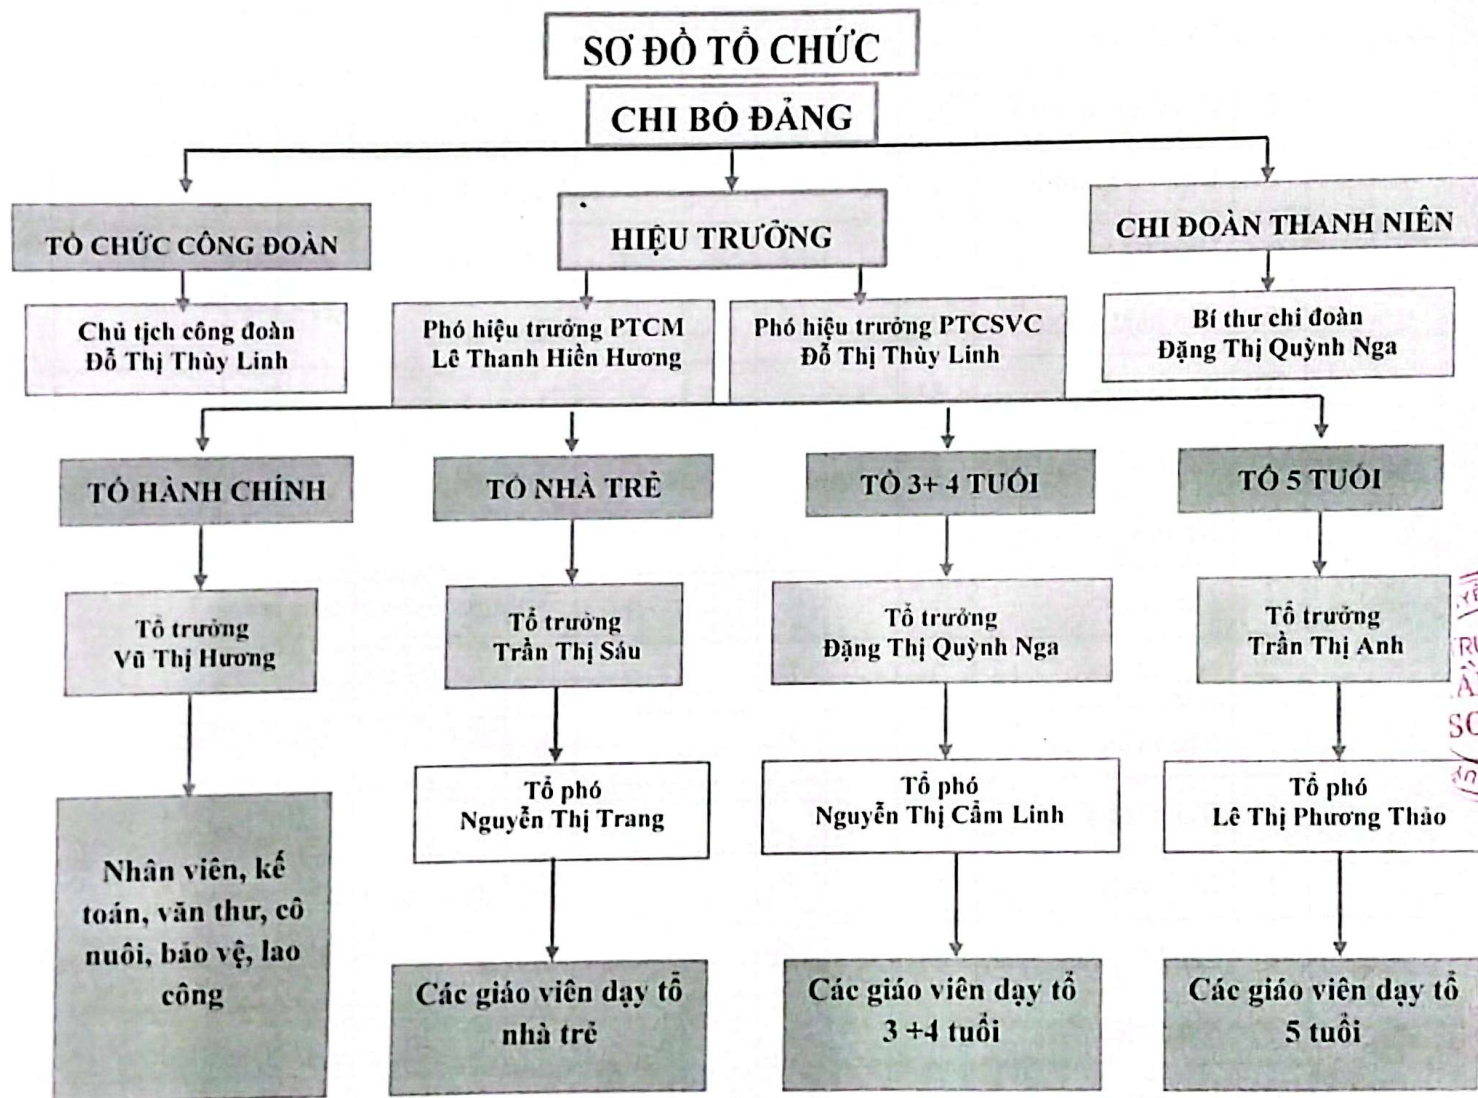 SƠ ĐỒ TỔ CHỨC
CHI BỘ ĐẢNG
TỔ CHỨC CÔNG ĐOÀN
HIỆU TRƯỞNG
CHI ĐOÀN THANH NIÊN
Chủ tịch công đoàn
Đỗ Thị Thùy Linh
Phó hiệu trưởng PTCM
Lê Thanh Hiền Hương
Phó hiệu trưởng PTCSVC
Đỗ Thị Thùy Linh
Bí thư chi đoàn
Đặng Thị Quỳnh Nga
TỔ HÀNH CHÍNH
TỔ NHÀ TRẺ
TỔ 3+ 4 TUỔI
TỔ 5 TUỔI
Tổ trưởng
Vũ Thị Hương
Tổ trưởng
Trần Thị Sáu
Tổ trưởng
Đặng Thị Quỳnh Nga
Tổ trưởng
Trần Thị Anh
Tổ phó
Nguyễn Thị Trang
Tổ phó
Nguyễn Thị Cẩm Linh
Tổ phó
Lê Thị Phương Thảo
Nhân viên, kế
toán, văn thư, cô
nuôi, bảo vệ, lao
công
Các giáo viên dạy tổ
nhà trẻ
Các giáo viên dạy tổ
3 +4 tuổi
Các giáo viên dạy tổ
5 tuổi